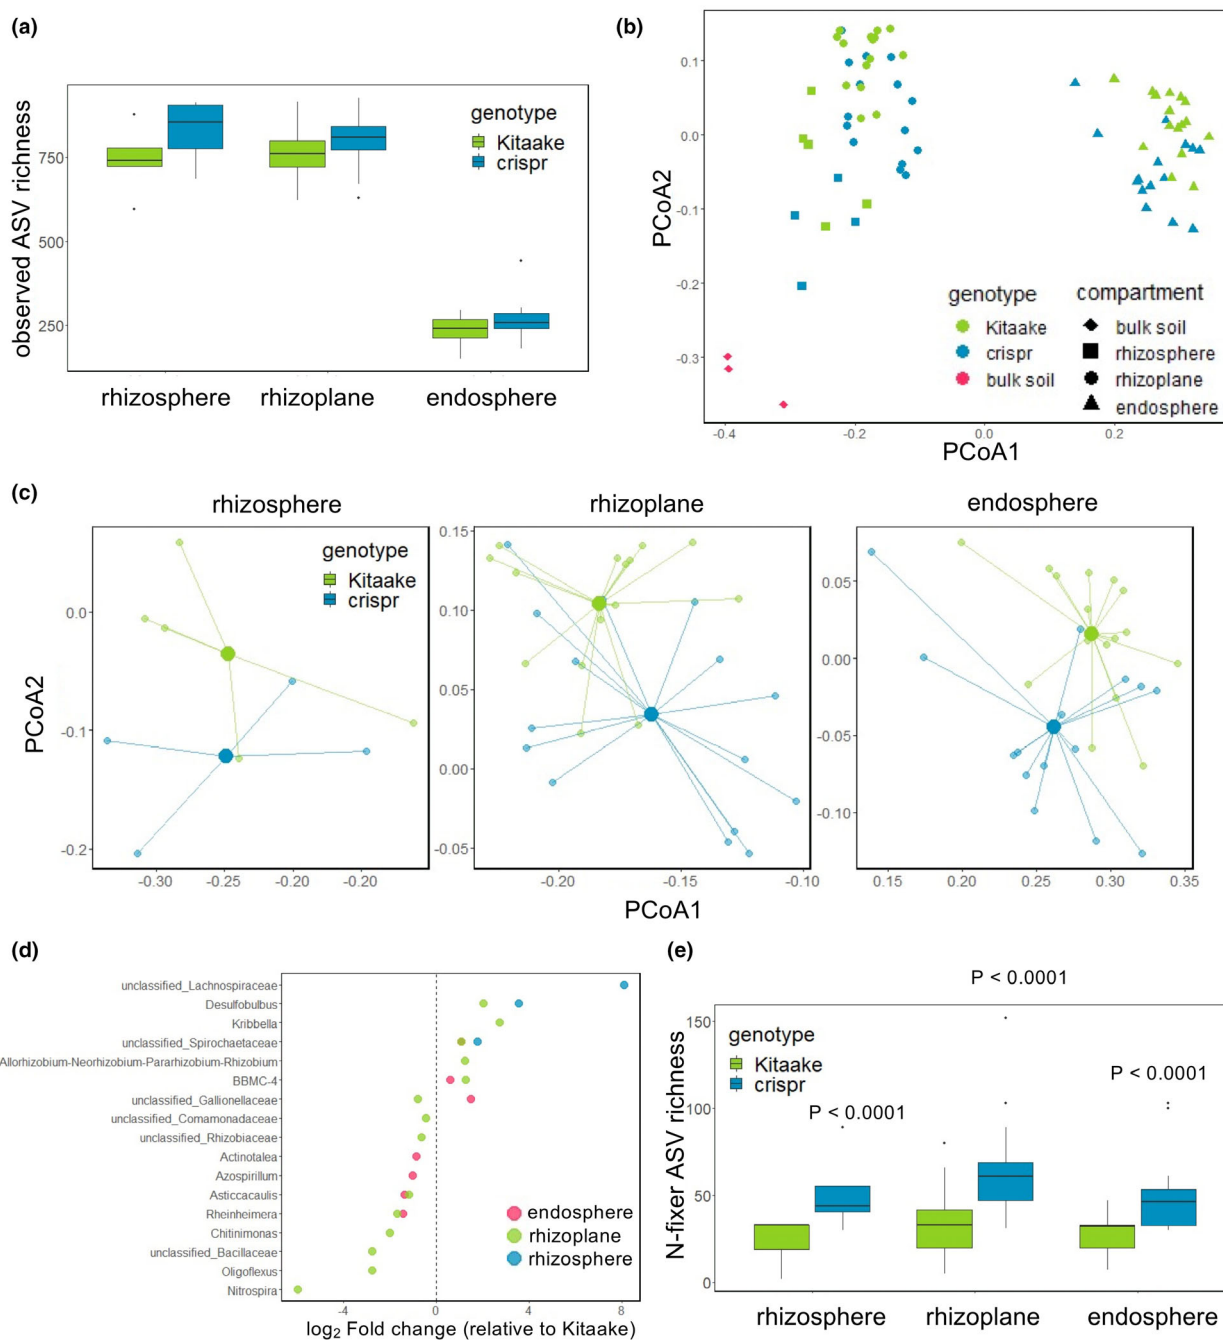 (a)
genotype
Kitaake
crispr
observed ASV richness
750
500
250
rhizosphere rhizoplane endosphere
(b)
PCoA2
0.1
0.0
-0.1
-0.2
-0.3
genotype
Kitaake
crispr
bulk soil
compartment
bulk soil
rhizosphere
rhizoplane
endosphere
-0.4 -0.2 0.0 0.2
PCoA1
(c)
rhizosphere rhizoplane endosphere
genotype
Kitaake
crispr
PCoA2
0.0
-0.1
-0.2
-0.30 -0.25 -0.20 -0.20
0.15
0.10
0.05
0.00
-0.05
-0.20 -0.15 -0.10
0.05
0.00
-0.05
-0.10
0.15 0.20 0.25 0.30 0.35
PCoA1
(d)
unclassified_Lachnospiraceae
Desulfobulbus
Kribbella
unclassified_Spirochaetaceae
Allorhizobium-Neorhizobium-Pararhizobium-Rhizobium
BBMC-4
unclassified_Gallionellaceae
unclassified_Comamonadaceae
unclassified_Rhizobiaceae
Actinotalea
Azospirillum
Asticcacaulis
Rheinheimera
Chitinimonas
unclassified_Bacillaceae
Oligoflexus
Nitrospira
endosphere
rhizoplane
rhizosphere
-4 0 4 8
log2 Fold change (relative to Kitaake)
(e)
P < 0.0001
genotype
Kitaake
crispr
P < 0.0001
P < 0.0001
N-fixer ASV richness
150
100
50
0
rhizosphere rhizoplane endosphere